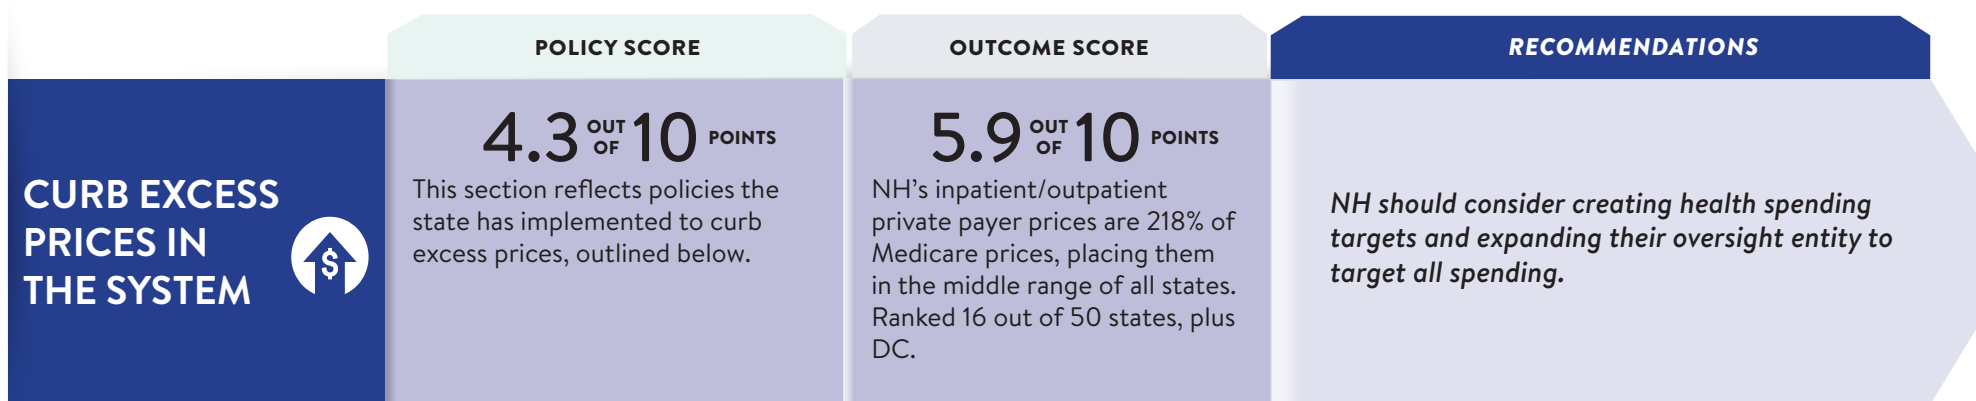 POLICY SCORE
OUTCOME SCORE
RECOMMENDATIONS
CURB EXCESS
PRICES IN
THE SYSTEM
$
4.3 OUT OF 10 POINTS
This section reflects policies the
state has implemented to curb
excess prices, outlined below.
5.9 OUT OF 10 POINTS
NH's inpatient/outpatient
private payer prices are 218% of
Medicare prices, placing them
in the middle range of all states.
Ranked 16 out of 50 states, plus
DC.
NH should consider creating health spending
targets and expanding their oversight entity to
target all spending.